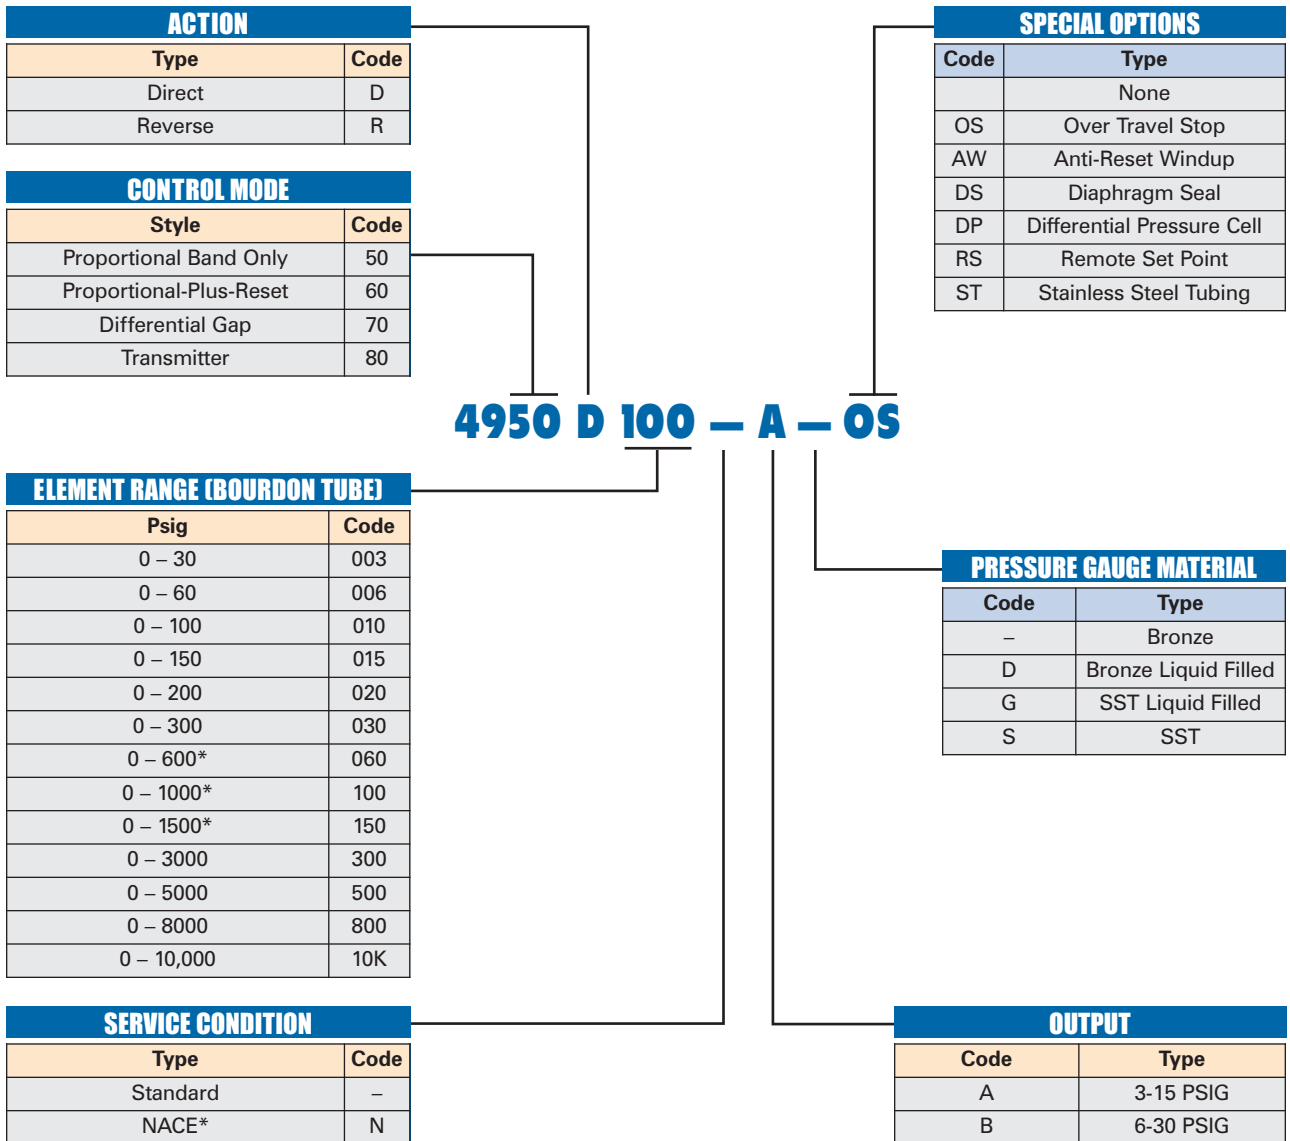 ACTION
Type Code
Direct D
Reverse R
SPECIAL OPTIONS
Code Type
None
OS Over Travel Stop
AW Anti-Reset Windup
DS Diaphragm Seal
DP Differential Pressure Cell
RS Remote Set Point
ST Stainless Steel Tubing
CONTROL MODE
Style Code
Proportional Band Only 50
Proportional-Plus-Reset 60
Differential Gap 70
Transmitter 80
4950 D 100 — A — OS
ELEMENT RANGE (BOURDON TUBE)
Psig Code
0 – 30 003
0 – 60 006
0 – 100 010
0 – 150 015
0 – 200 020
0 – 300 030
0 – 600* 060
0 – 1000* 100
0 – 1500* 150
0 – 3000 300
0 – 5000 500
0 – 8000 800
0 – 10,000 10K
PRESSURE GAUGE MATERIAL
Code Type
– Bronze
D Bronze Liquid Filled
G SST Liquid Filled
S SST
SERVICE CONDITION
Type Code
Standard –
NACE* N
OUTPUT
Code Type
A 3-15 PSIG
B 6-30 PSIG